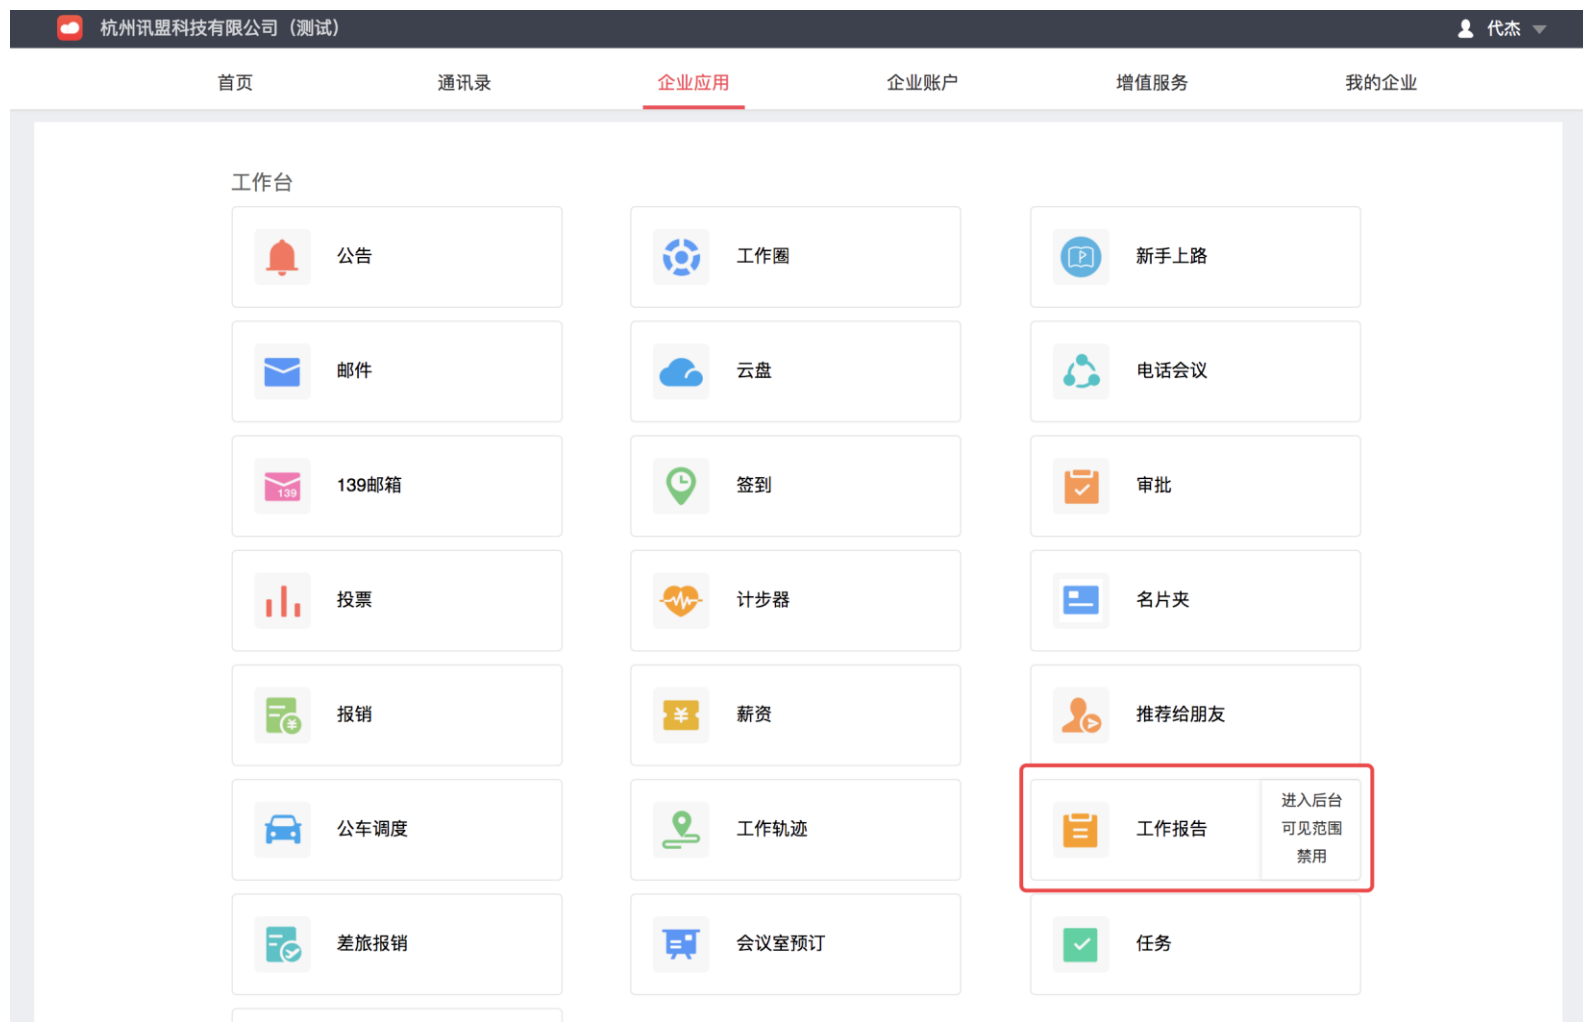 杭州讯盟科技有限公司（测试）
代杰
首页 通讯录 企业应用 企业账户 增值服务 我的企业
工作台
公告 工作圈 新手上路
邮件 云盘 电话会议
139
139邮箱 签到 审批
投票 计步器 名片夹
报销 薪资 推荐给朋友
公车调度 工作轨迹 工作报告
进入后台
可见范围
禁用
差旅报销 会议室预订 任务